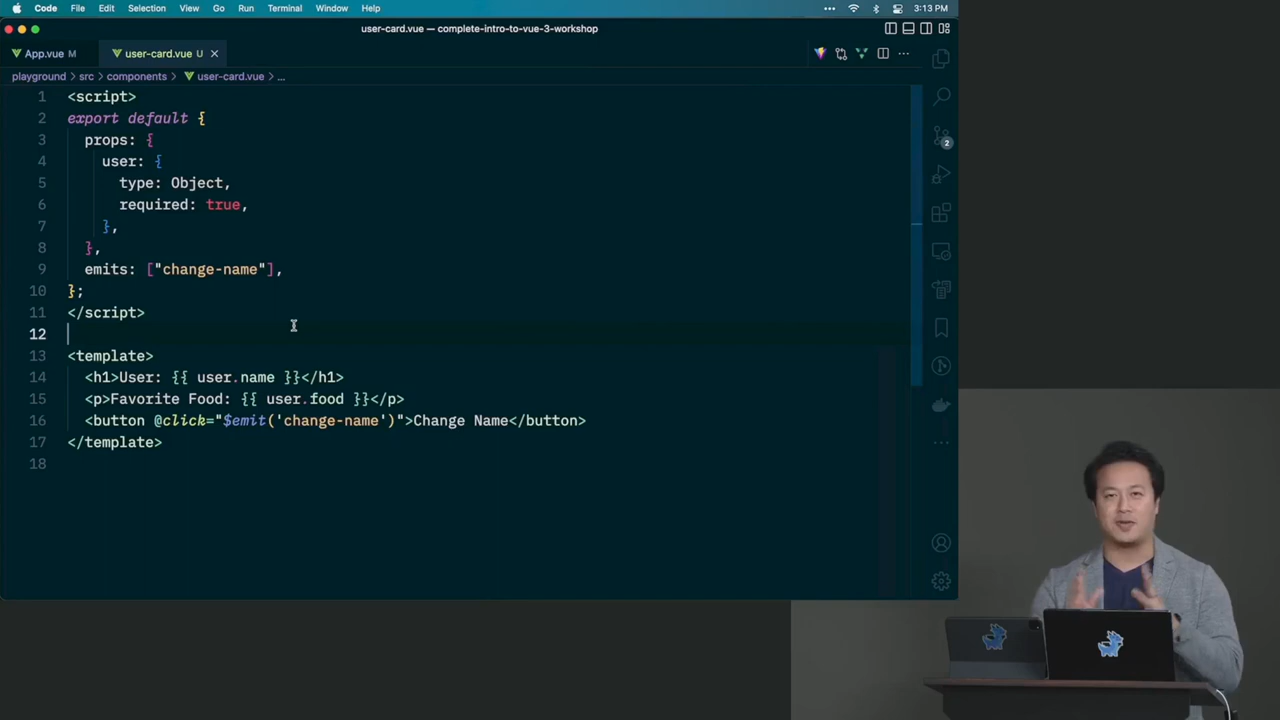 Code File Edit Selection View Go Run Terminal Window Help
3:13 PM
user-card.vue — complete-intro-to-vue-3-workshop
App.vue M
user-card.vue U
playground > src > components > user-card.vue > ...
1 <script>
2 export default {
3 props: {
4 user: {
5 type: Object,
6 required: true,
7 },
8 },
9 emits: ["change-name"],
10 };
11 </script>
12
13 <template>
14 <h1>User: {{ user.name }}</h1>
15 <p>Favorite Food: {{ user.food }}</p>
16 <button @click="$emit('change-name')">Change Name</button>
17 </template>
18
2